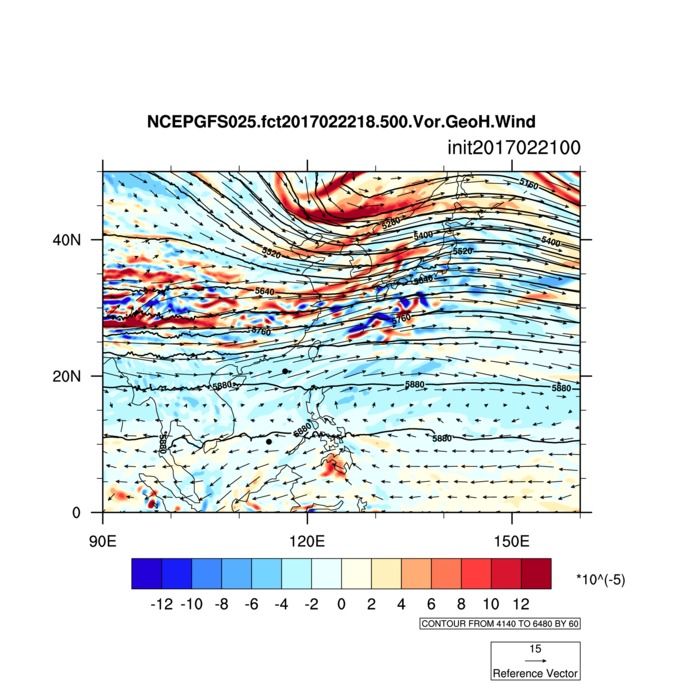 NCEPGFS025.fct2017022218.500.Vor.GeoH.Wind
init2017022100
5160
5280
5400
5400
5520
5520
5640
5640
5760
5760
5880
5880
5880
5880
5880
5880
40N
20N
0
90E 120E 150E
-12 -10 -8 -6 -4 -2 0 2 4 6 8 10 12
*10^(-5)
CONTOUR FROM 4140 TO 6480 BY 60
15
Reference Vector